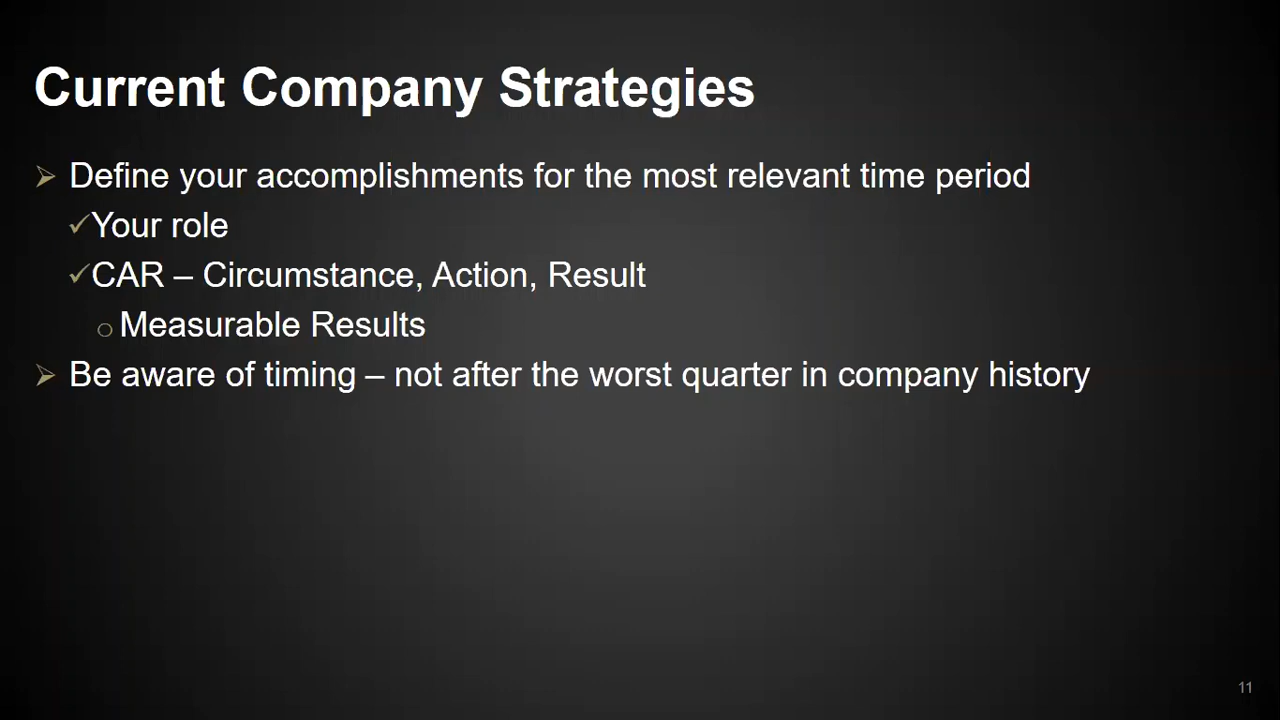 Current Company Strategies
➢ Define your accomplishments for the most relevant time period
✓Your role
✓CAR – Circumstance, Action, Result
○ Measurable Results
➢ Be aware of timing – not after the worst quarter in company history
11